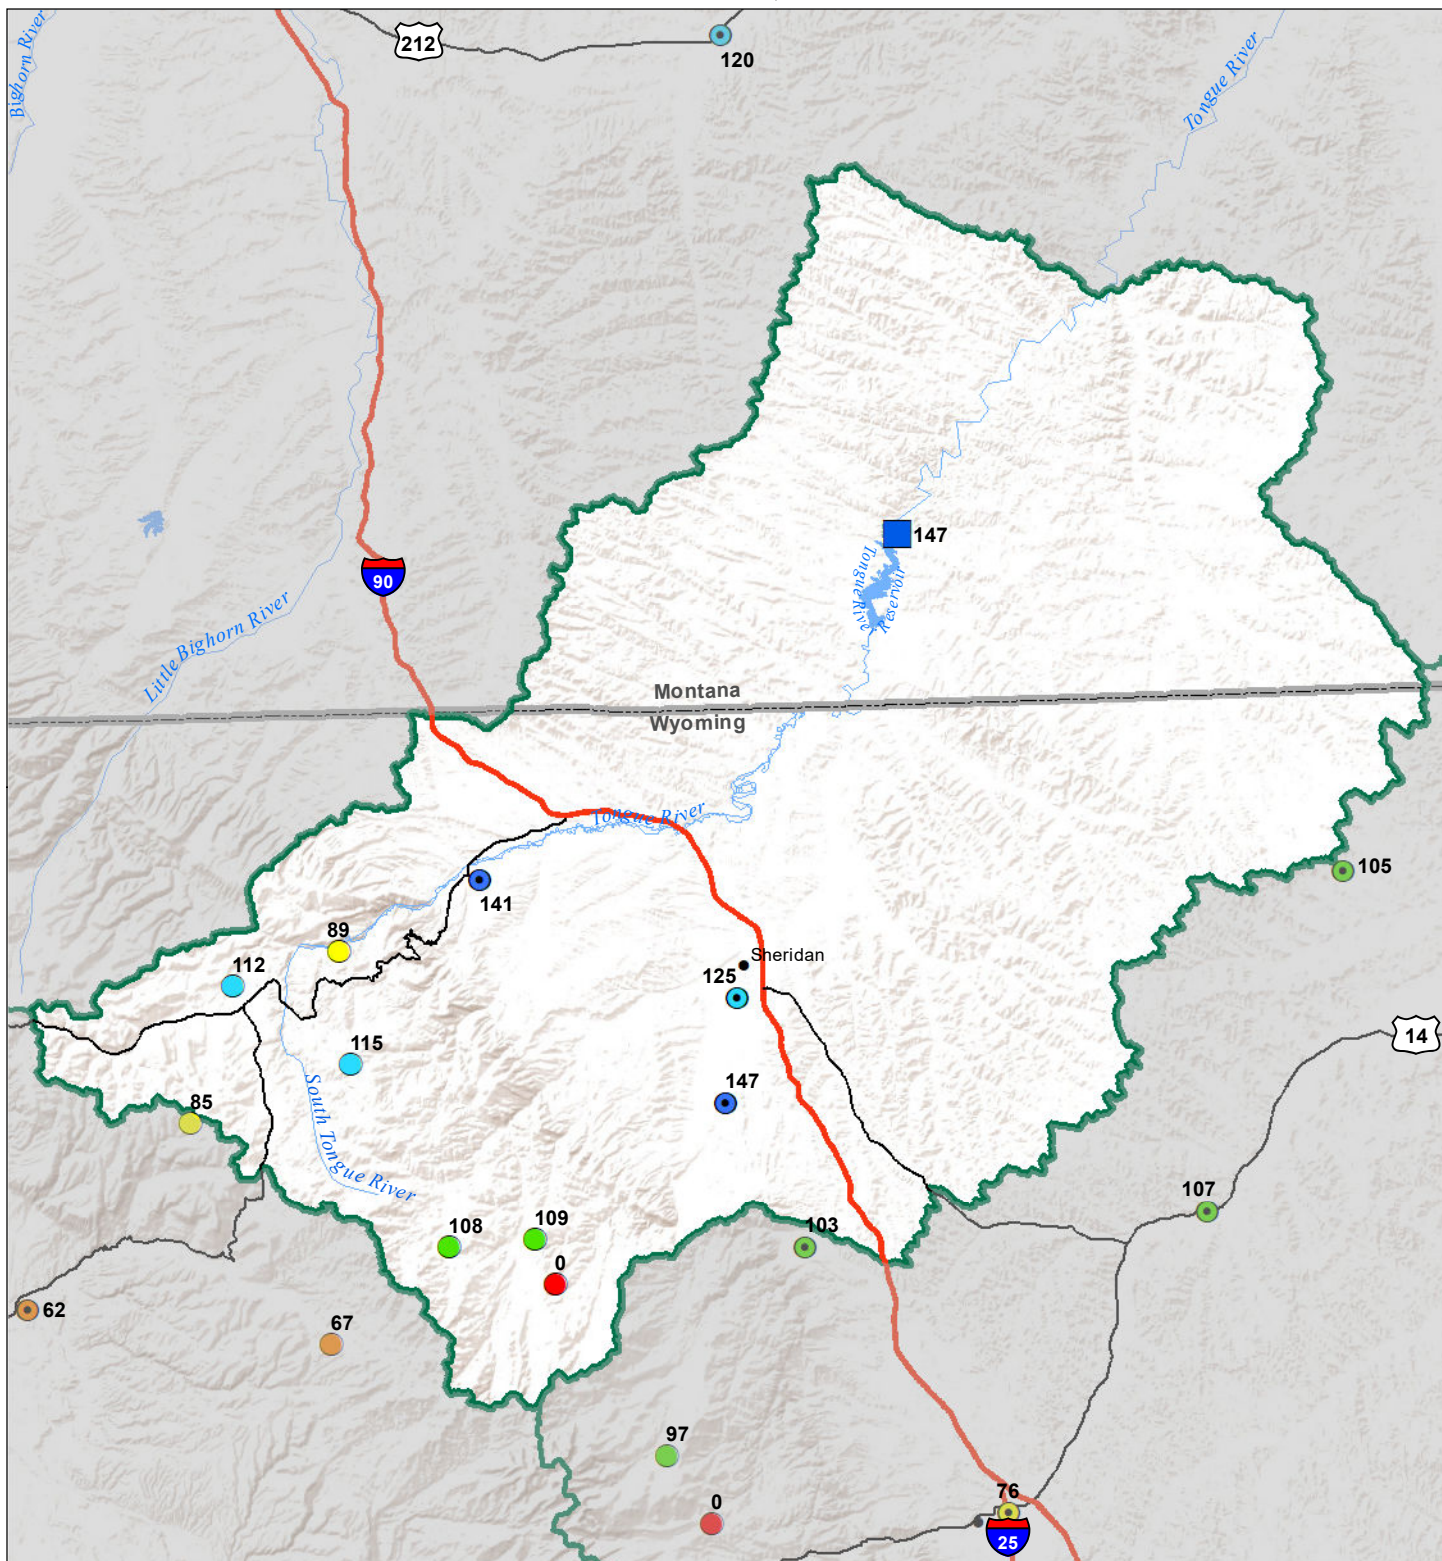 212
120
Bighorn River
Tongue River
147
Tongue River
Reservoir
90
Little Bighorn River
Montana
Wyoming
Tongue River
141
105
89
Sheridan
112
125
14
115
147
85
South Tongue River
107
109
103
108
0
62
67
97
76
0
25